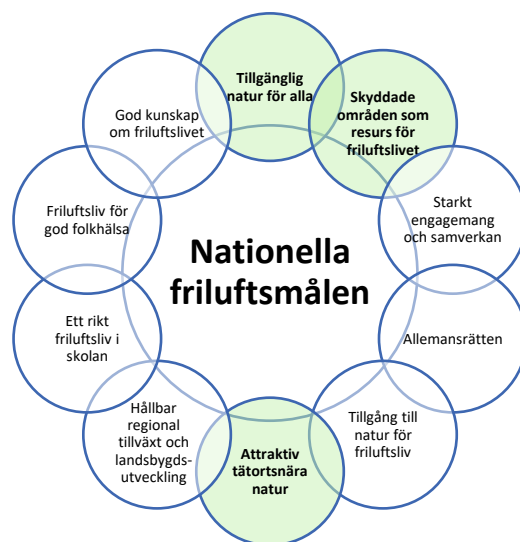 Nationella
friluftsmålen
Tillgänglig
natur för alla
Skyddade
områden som
resurs för
friluftslivet
Starkt
engagemang
och samverkan
Allemansrätten
Tillgång till
natur för
friluftsliv
Attraktiv
tätortsnära
natur
Hållbar
regional
tillväxt och
landsbygds-
utveckling
Ett rikt
friluftsliv i
skolan
Friluftsliv för
god folkhälsa
God kunskap
om friluftslivet